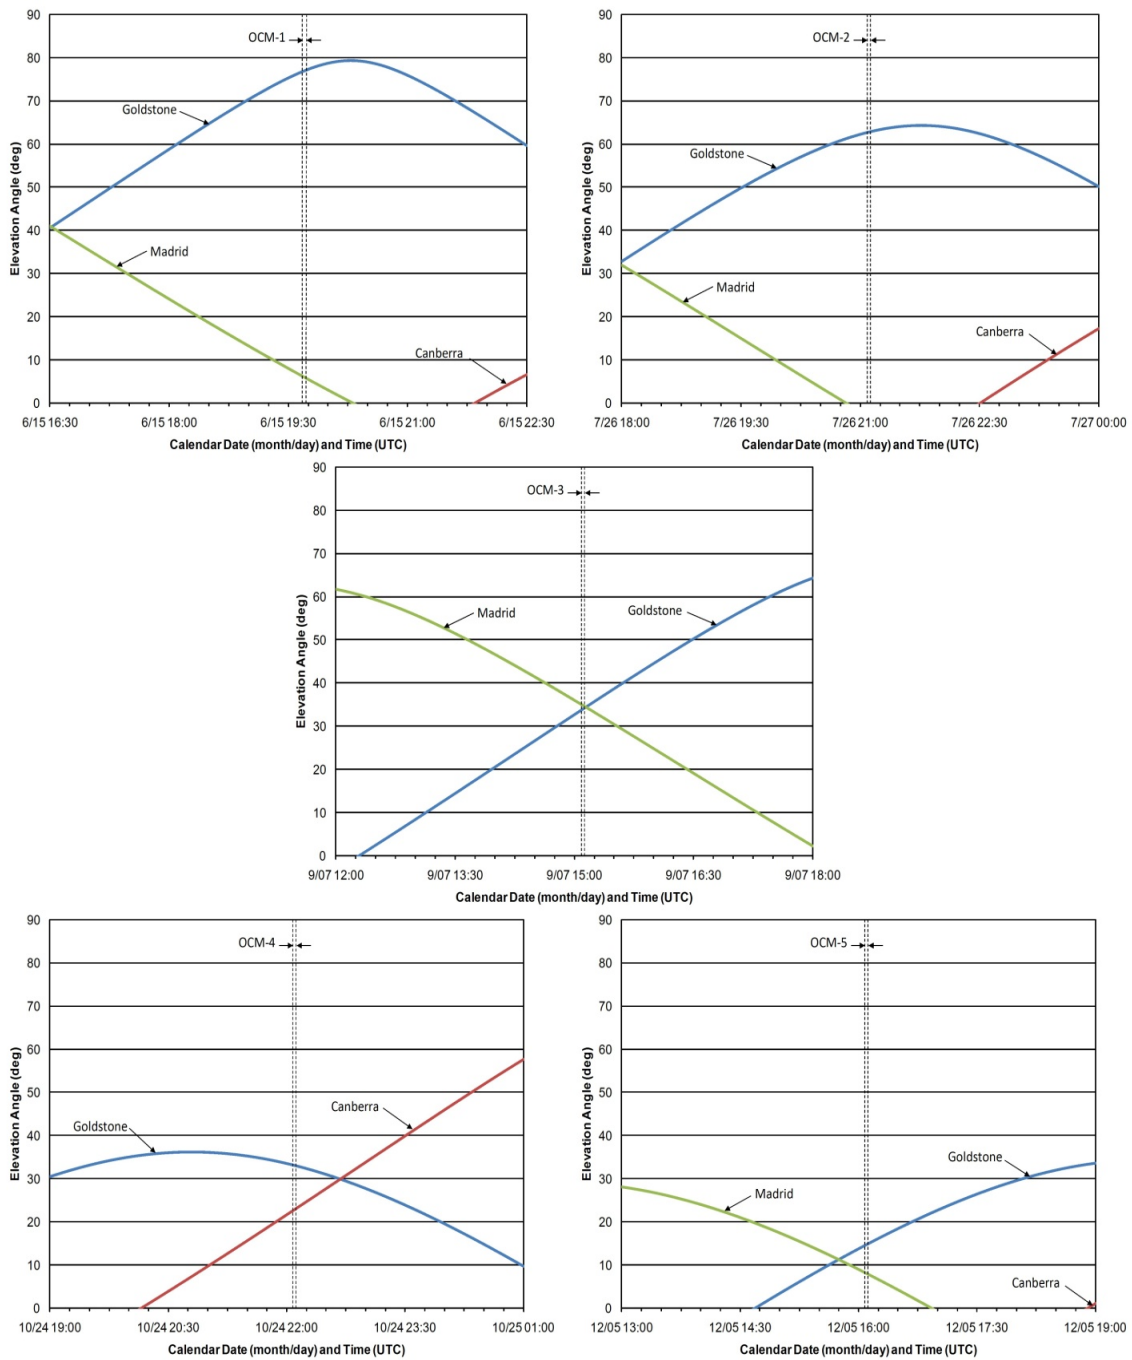 90
OCM-1
80
70
Goldstone
60
50
40
Madrid
30
20
10
Canberra
0
6/15 16:30 6/15 18:00 6/15 19:30 6/15 21:00 6/15 22:30
Calendar Date (month/day) and Time (UTC)
Elevation Angle (deg)
90
OCM-2
80
70
Goldstone
60
50
40
30
Madrid
20
Canberra
10
0
7/26 18:00 7/26 19:30 7/26 21:00 7/26 22:30 7/27 00:00
Calendar Date (month/day) and Time (UTC)
Elevation Angle (deg)
90
OCM-3
80
70
60
Madrid Goldstone
50
40
30
20
10
0
9/07 12:00 9/07 13:30 9/07 15:00 9/07 16:30 9/07 18:00
Calendar Date (month/day) and Time (UTC)
Elevation Angle (deg)
90
OCM-4
80
70
60
50
Canberra
40
Goldstone
30
20
10
0
10/24 19:00 10/24 20:30 10/24 22:00 10/24 23:30 10/25 01:00
Calendar Date (month/day) and Time (UTC)
Elevation Angle (deg)
90
OCM-5
80
70
60
50
40
Goldstone
30
Madrid
20
10
Canberra
0
12/05 13:00 12/05 14:30 12/05 16:00 12/05 17:30 12/05 19:00
Calendar Date (month/day) and Time (UTC)
Elevation Angle (deg)